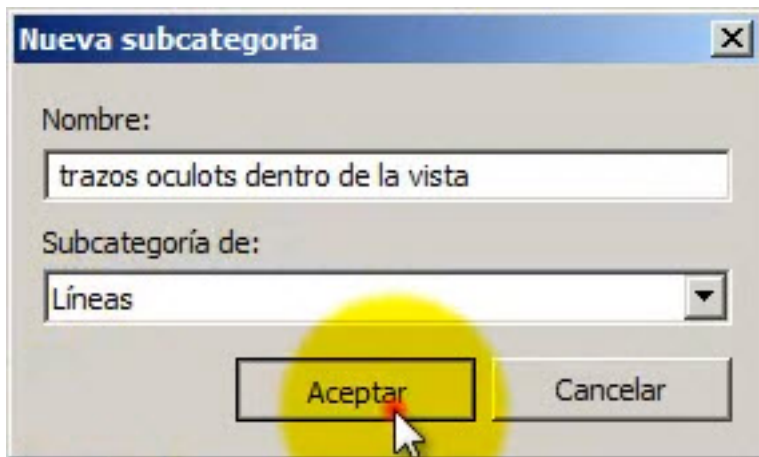 Nueva subcategoría
Nombre:
trazos oculots dentro de la vista
Subcategoría de:
Líneas
Aceptar
Cancelar